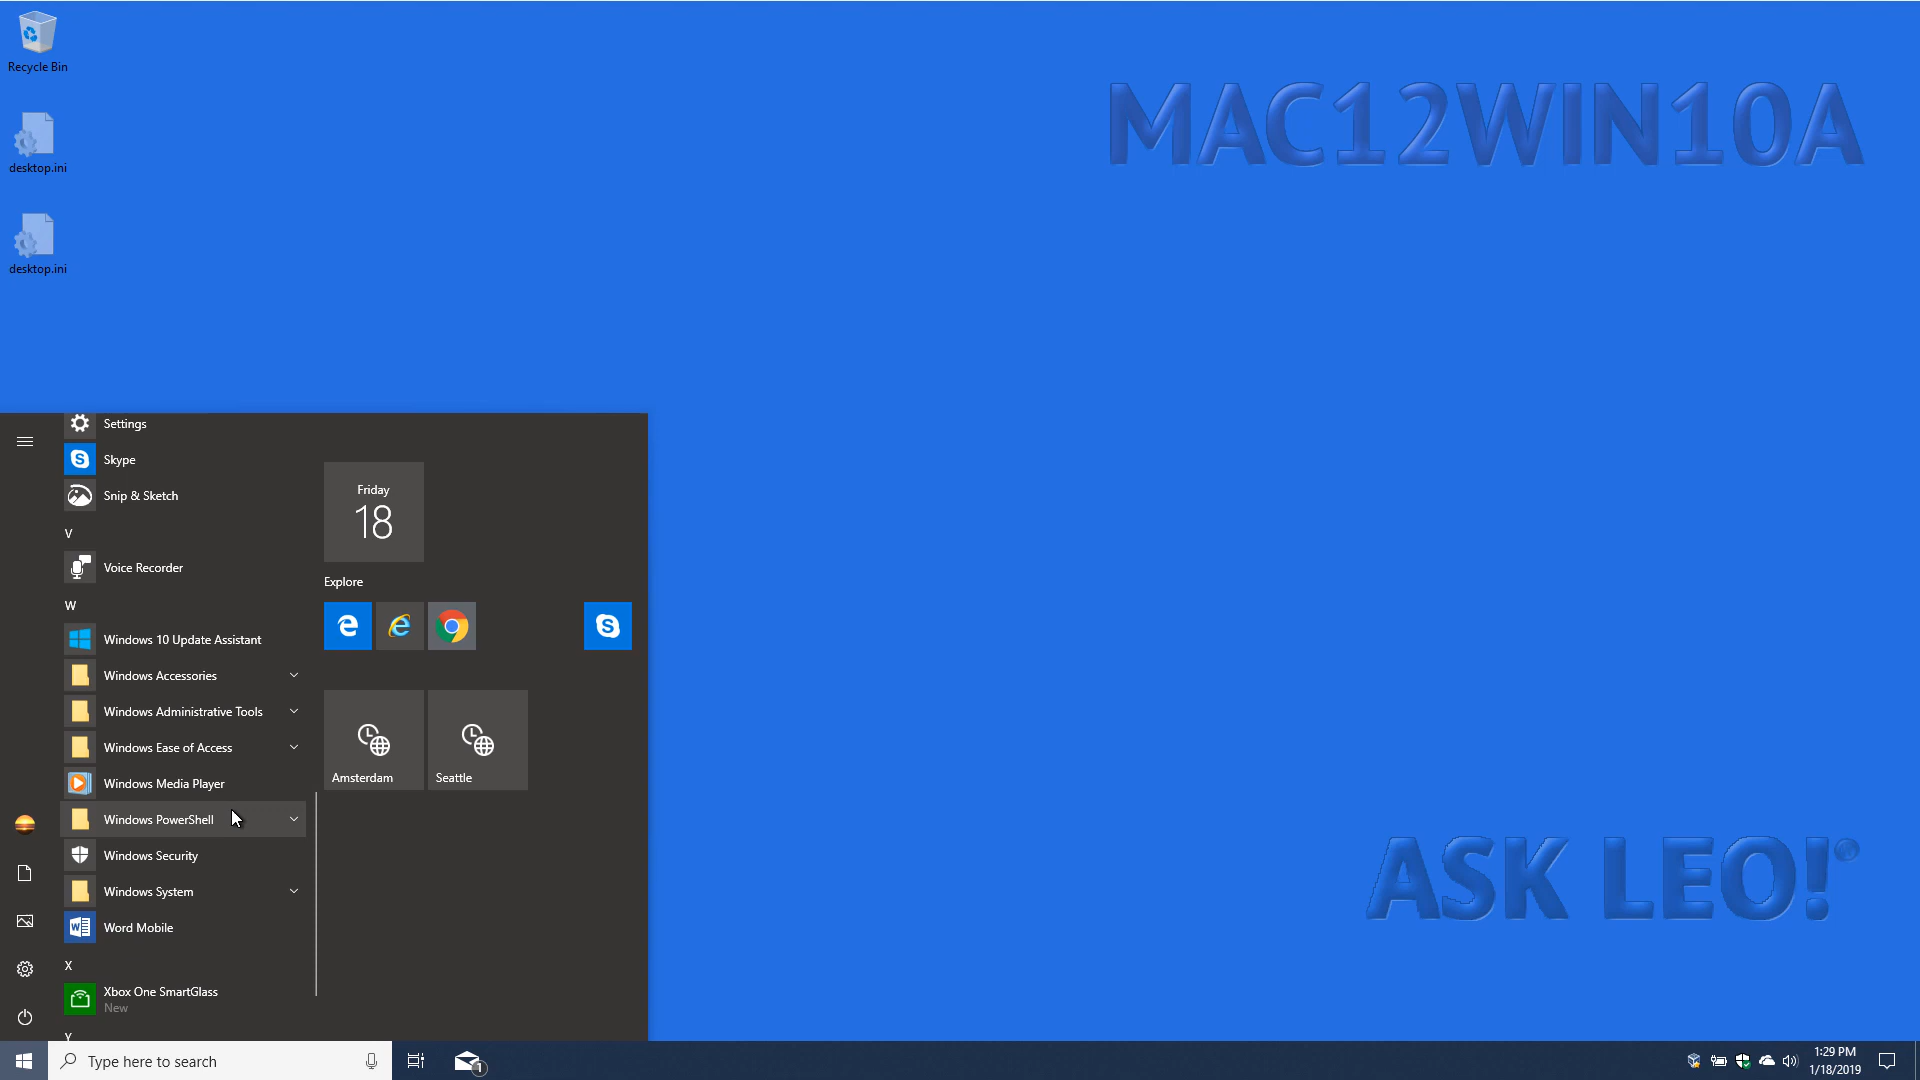 Recycle Bin
desktop.ini
desktop.ini
MAC12WIN10A
Settings
Skype
Snip & Sketch
V
Voice Recorder
W
Windows 10 Update Assistant
Windows Accessories
Windows Administrative Tools
Windows Ease of Access
Windows Media Player
Windows PowerShell
Windows Security
Windows System
Word Mobile
X
Xbox One SmartGlass
New
Y
Friday
18
Explore
Amsterdam
Seattle
ASK LEO!®
Type here to search
1
1:29 PM
1/18/2019